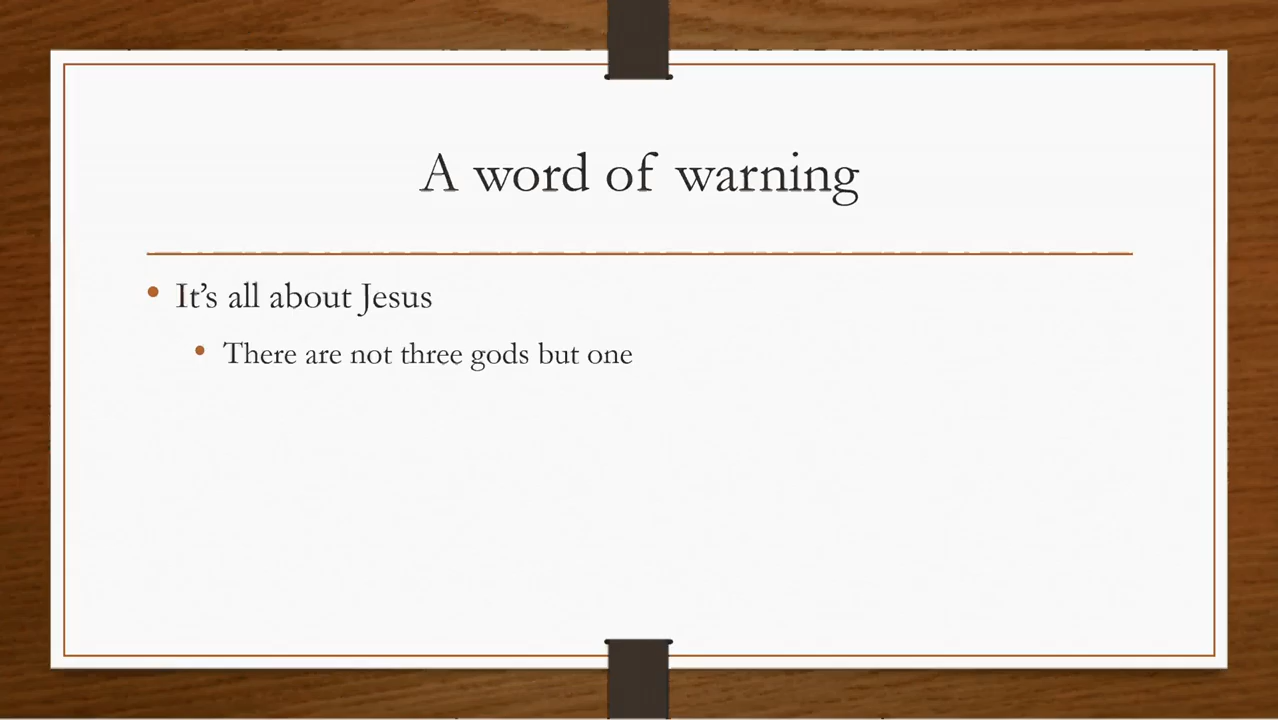 A word of warning
It’s all about Jesus
There are not three gods but one